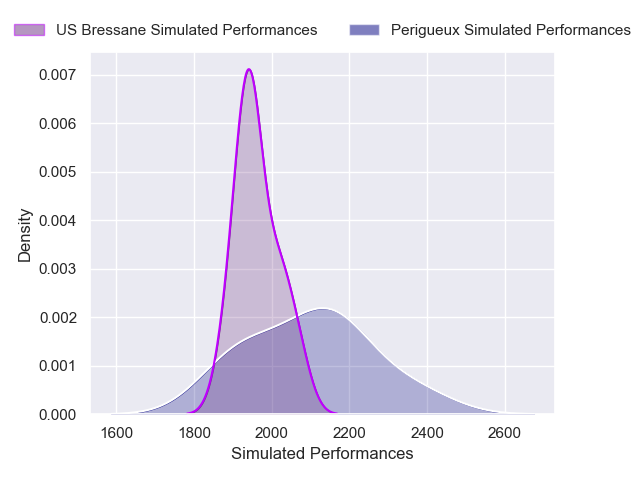 US Bressane Simulated Performances
Perigueux Simulated Performances
0.007
0.006
0.005
0.004
0.003
0.002
0.001
0.000
Density
1600 1800 2000 2200 2400 2600
Simulated Performances